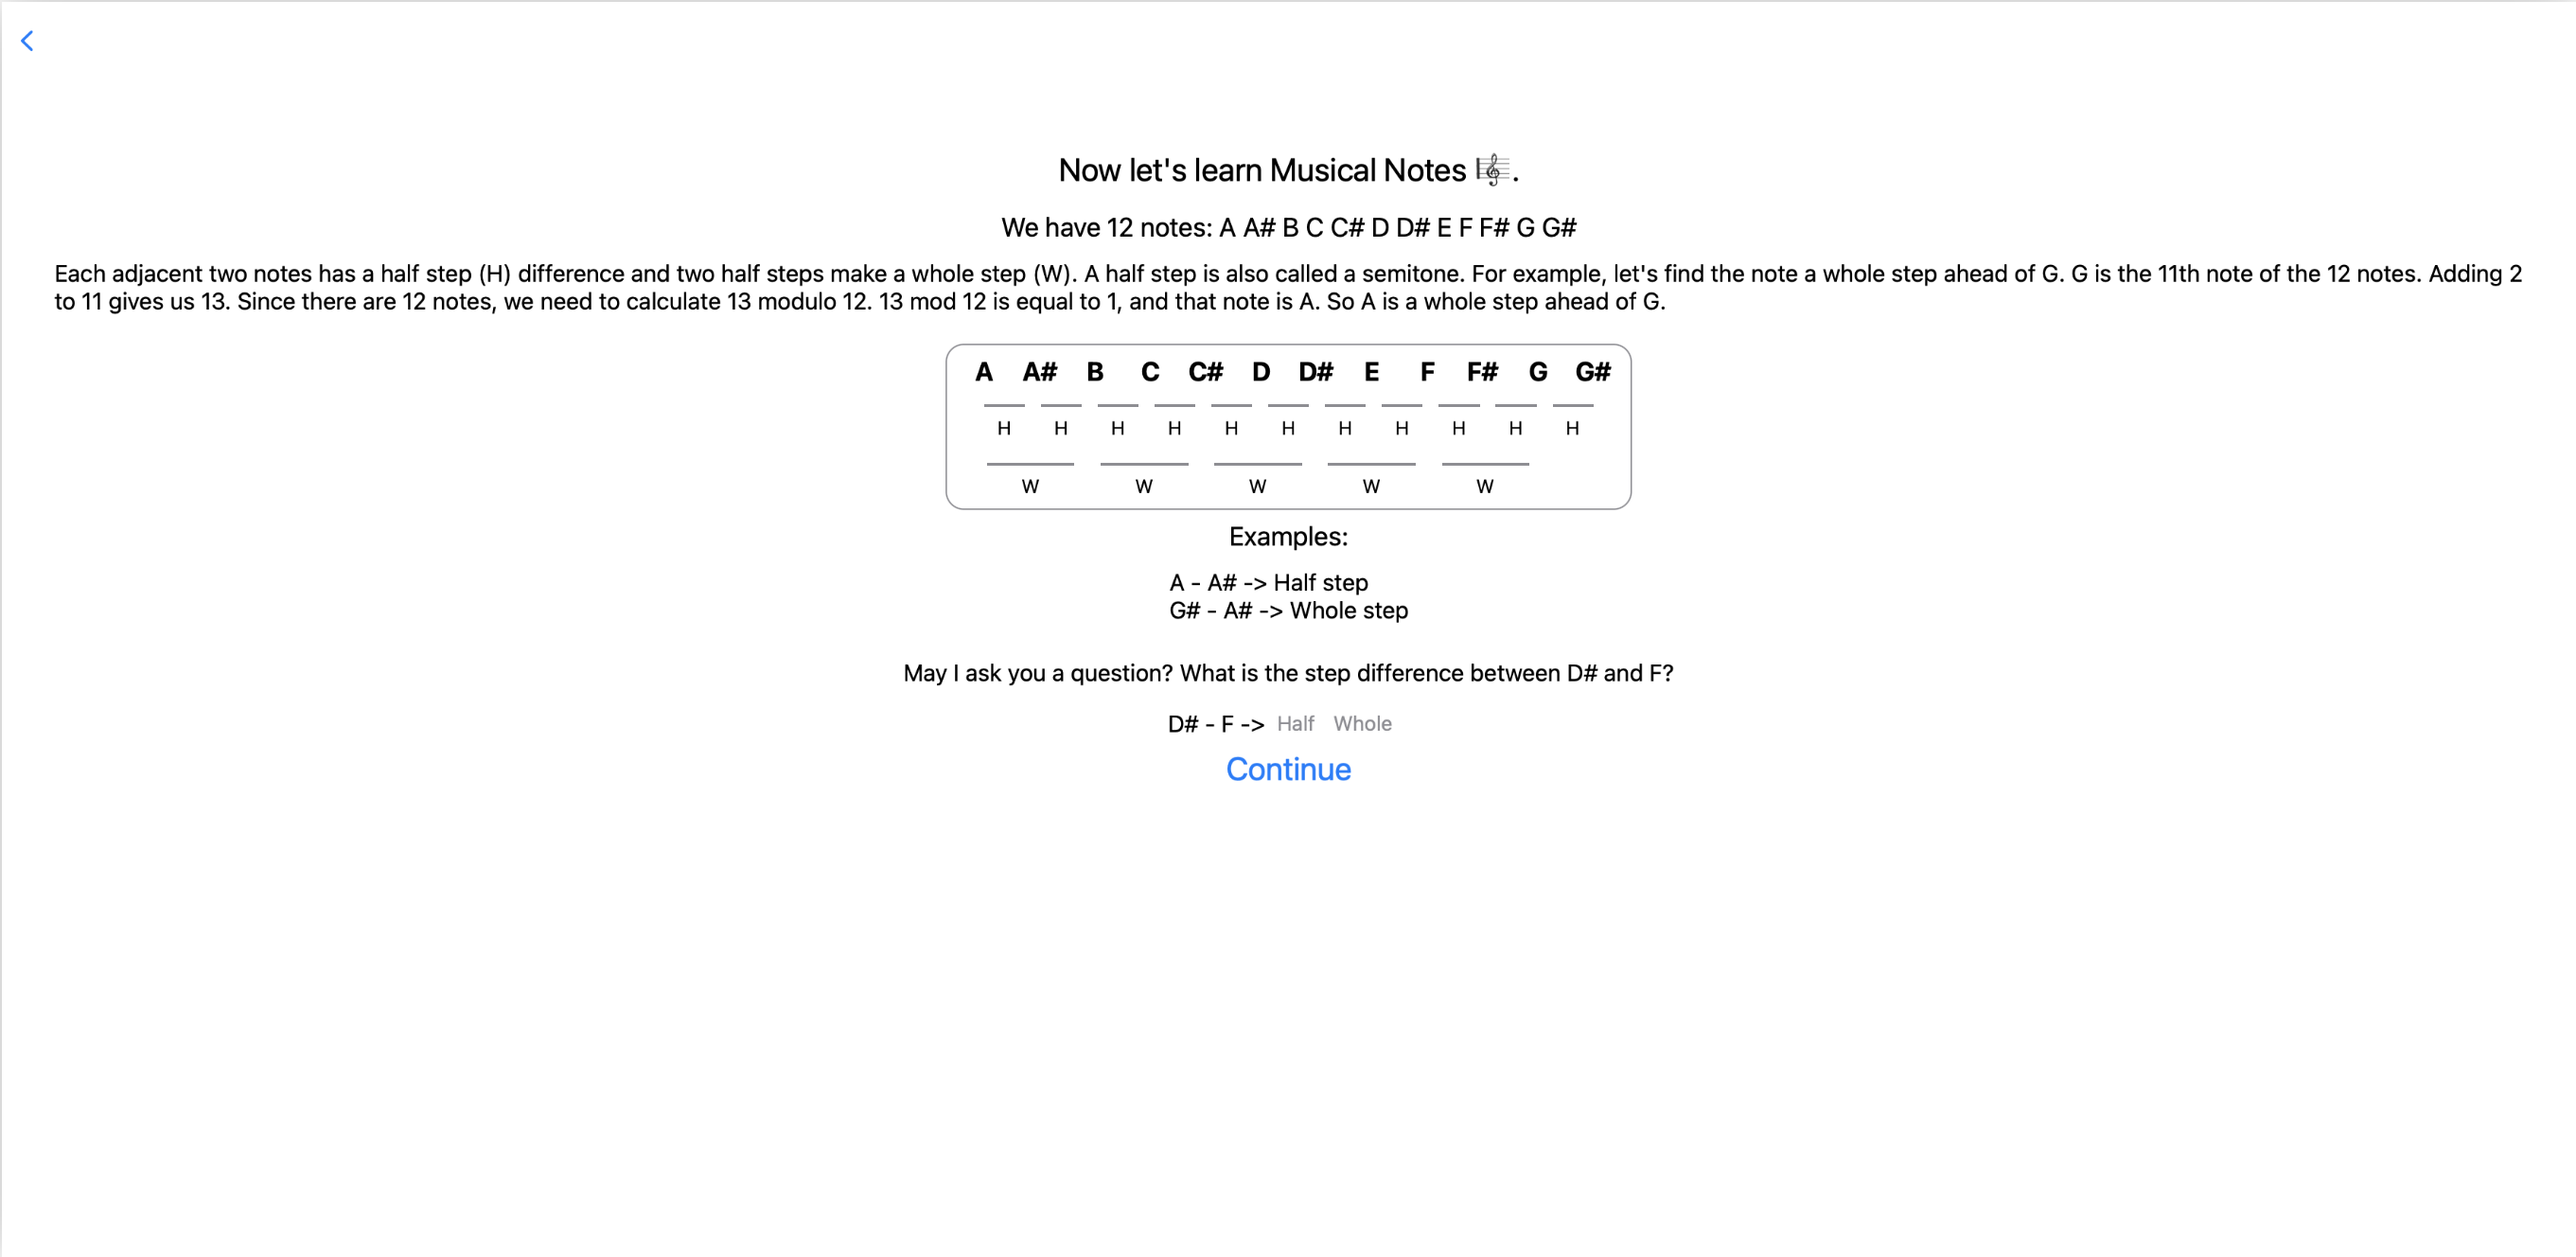 Now let's learn Musical Notes 🎼.
We have 12 notes: A A# B C C# D D# E F F# G G#
Each adjacent two notes has a half step (H) difference and two half steps make a whole step (W). A half step is also called a semitone. For example, let's find the note a whole step ahead of G. G is the 11th note of the 12 notes. Adding 2
to 11 gives us 13. Since there are 12 notes, we need to calculate 13 modulo 12. 13 mod 12 is equal to 1, and that note is A. So A is a whole step ahead of G.
A A# B C C# D D# E F F# G G#
H H H H H H H H H H H
W W W W W
Examples:
A - A# -> Half step
G# - A# -> Whole step
May I ask you a question? What is the step difference between D# and F?
D# - F -> Half Whole
Continue